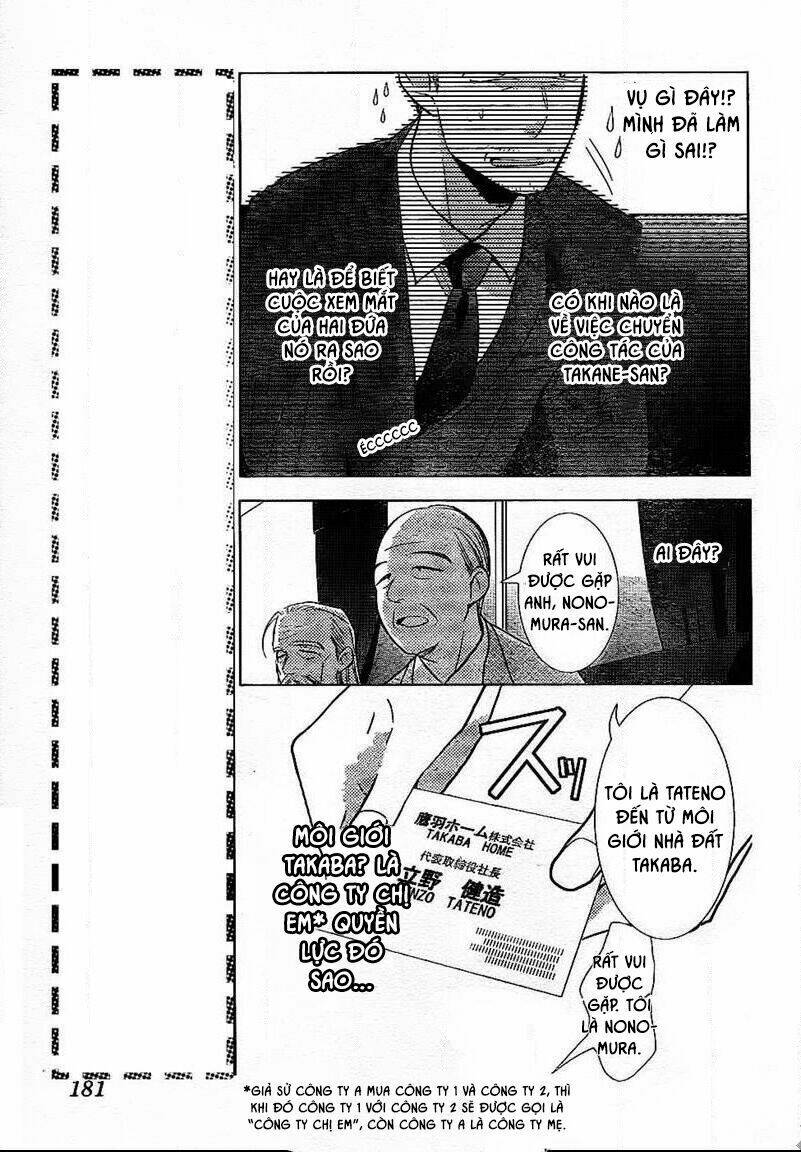 VỤ GÌ ĐÂY!?
MÌNH ĐÃ LÀM
GÌ SAI!?
CÓ KHI NÀO LÀ
VỀ VIỆC CHUYỂN
CÔNG TÁC CỦA
TAKANE-SAN?
HAY LÀ ĐỂ BIẾT
CUỘC XEM MẮT
CỦA HAI ĐỨA
NÓ RA SAO
RỒI?
ÉCCCCCC
AI ĐÂY?
RẤT VUI
ĐƯỢC GẶP
ANH, NONO-
MURA-SAN.
TÔI LÀ TATENO
ĐẾN TỪ MÔI
GIỚI NHÀ ĐẤT
TAKABA.
スッ
鷹羽ホーム株式会社
TAKABA HOME
代表取締役社長
立野 健造
NZO TATENO
MÔI GIỚI
TAKABA? LÀ
CÔNG TY CHỊ
EM* QUYỀN
LỰC ĐÓ
SAO...
RẤT VUI
ĐƯỢC
GẶP. TÔI
LÀ NONO-
MURA.
*GIẢ SỬ CÔNG TY A MUA CÔNG TY 1 VÀ CÔNG TY 2, THÌ
KHI ĐÓ CÔNG TY 1 VỚI CÔNG TY 2 SẼ ĐƯỢC GỌI LÀ
"CÔNG TY CHỊ EM", CÒN CÔNG TY A LÀ CÔNG TY MẸ.
181